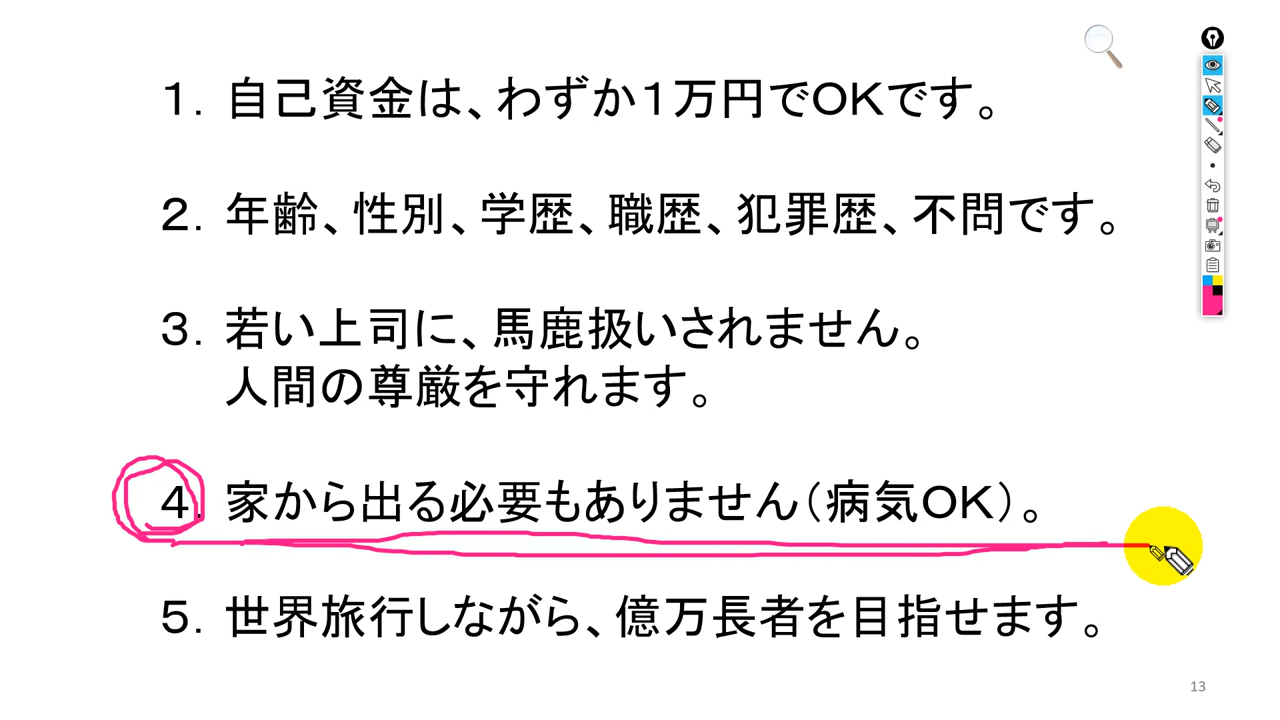 １．自己資金は、わずか１万円でＯＫです。
２．年齢、性別、学歴、職歴、犯罪歴、不問です。
３．若い上司に、馬鹿扱いされません。
人間の尊厳を守れます。
４．家から出る必要もありません（病気ＯＫ）。
５．世界旅行しながら、億万長者を目指せます。
13